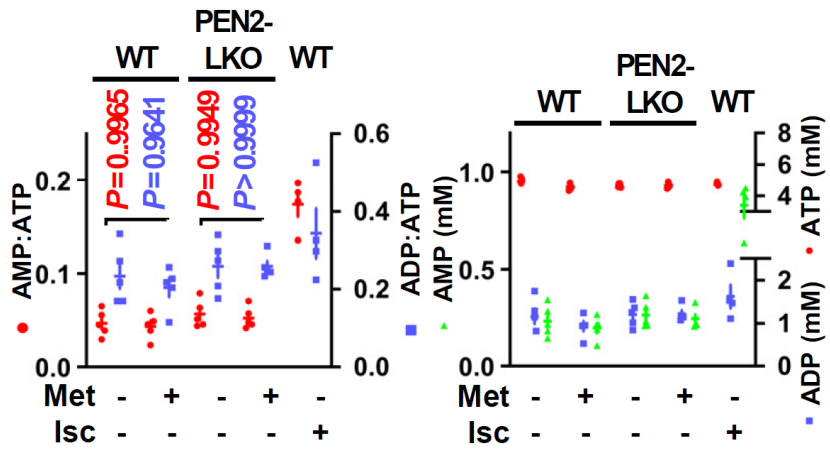 PEN2-
WT LKO WT
P=0..9965
P=0.9641
P=0.9949
P>0.9999
AMP:ATP
0.2
0.1
0.0
ADP:ATP
0.6
0.4
0.2
0.0
Met - + - + -
Isc - - - - +
PEN2-
WT LKO WT
AMP (mM)
1.0
0.5
0.0
ATP (mM)
8
6
4
ADP (mM)
2
1
0
Met - + - + -
Isc - - - - +